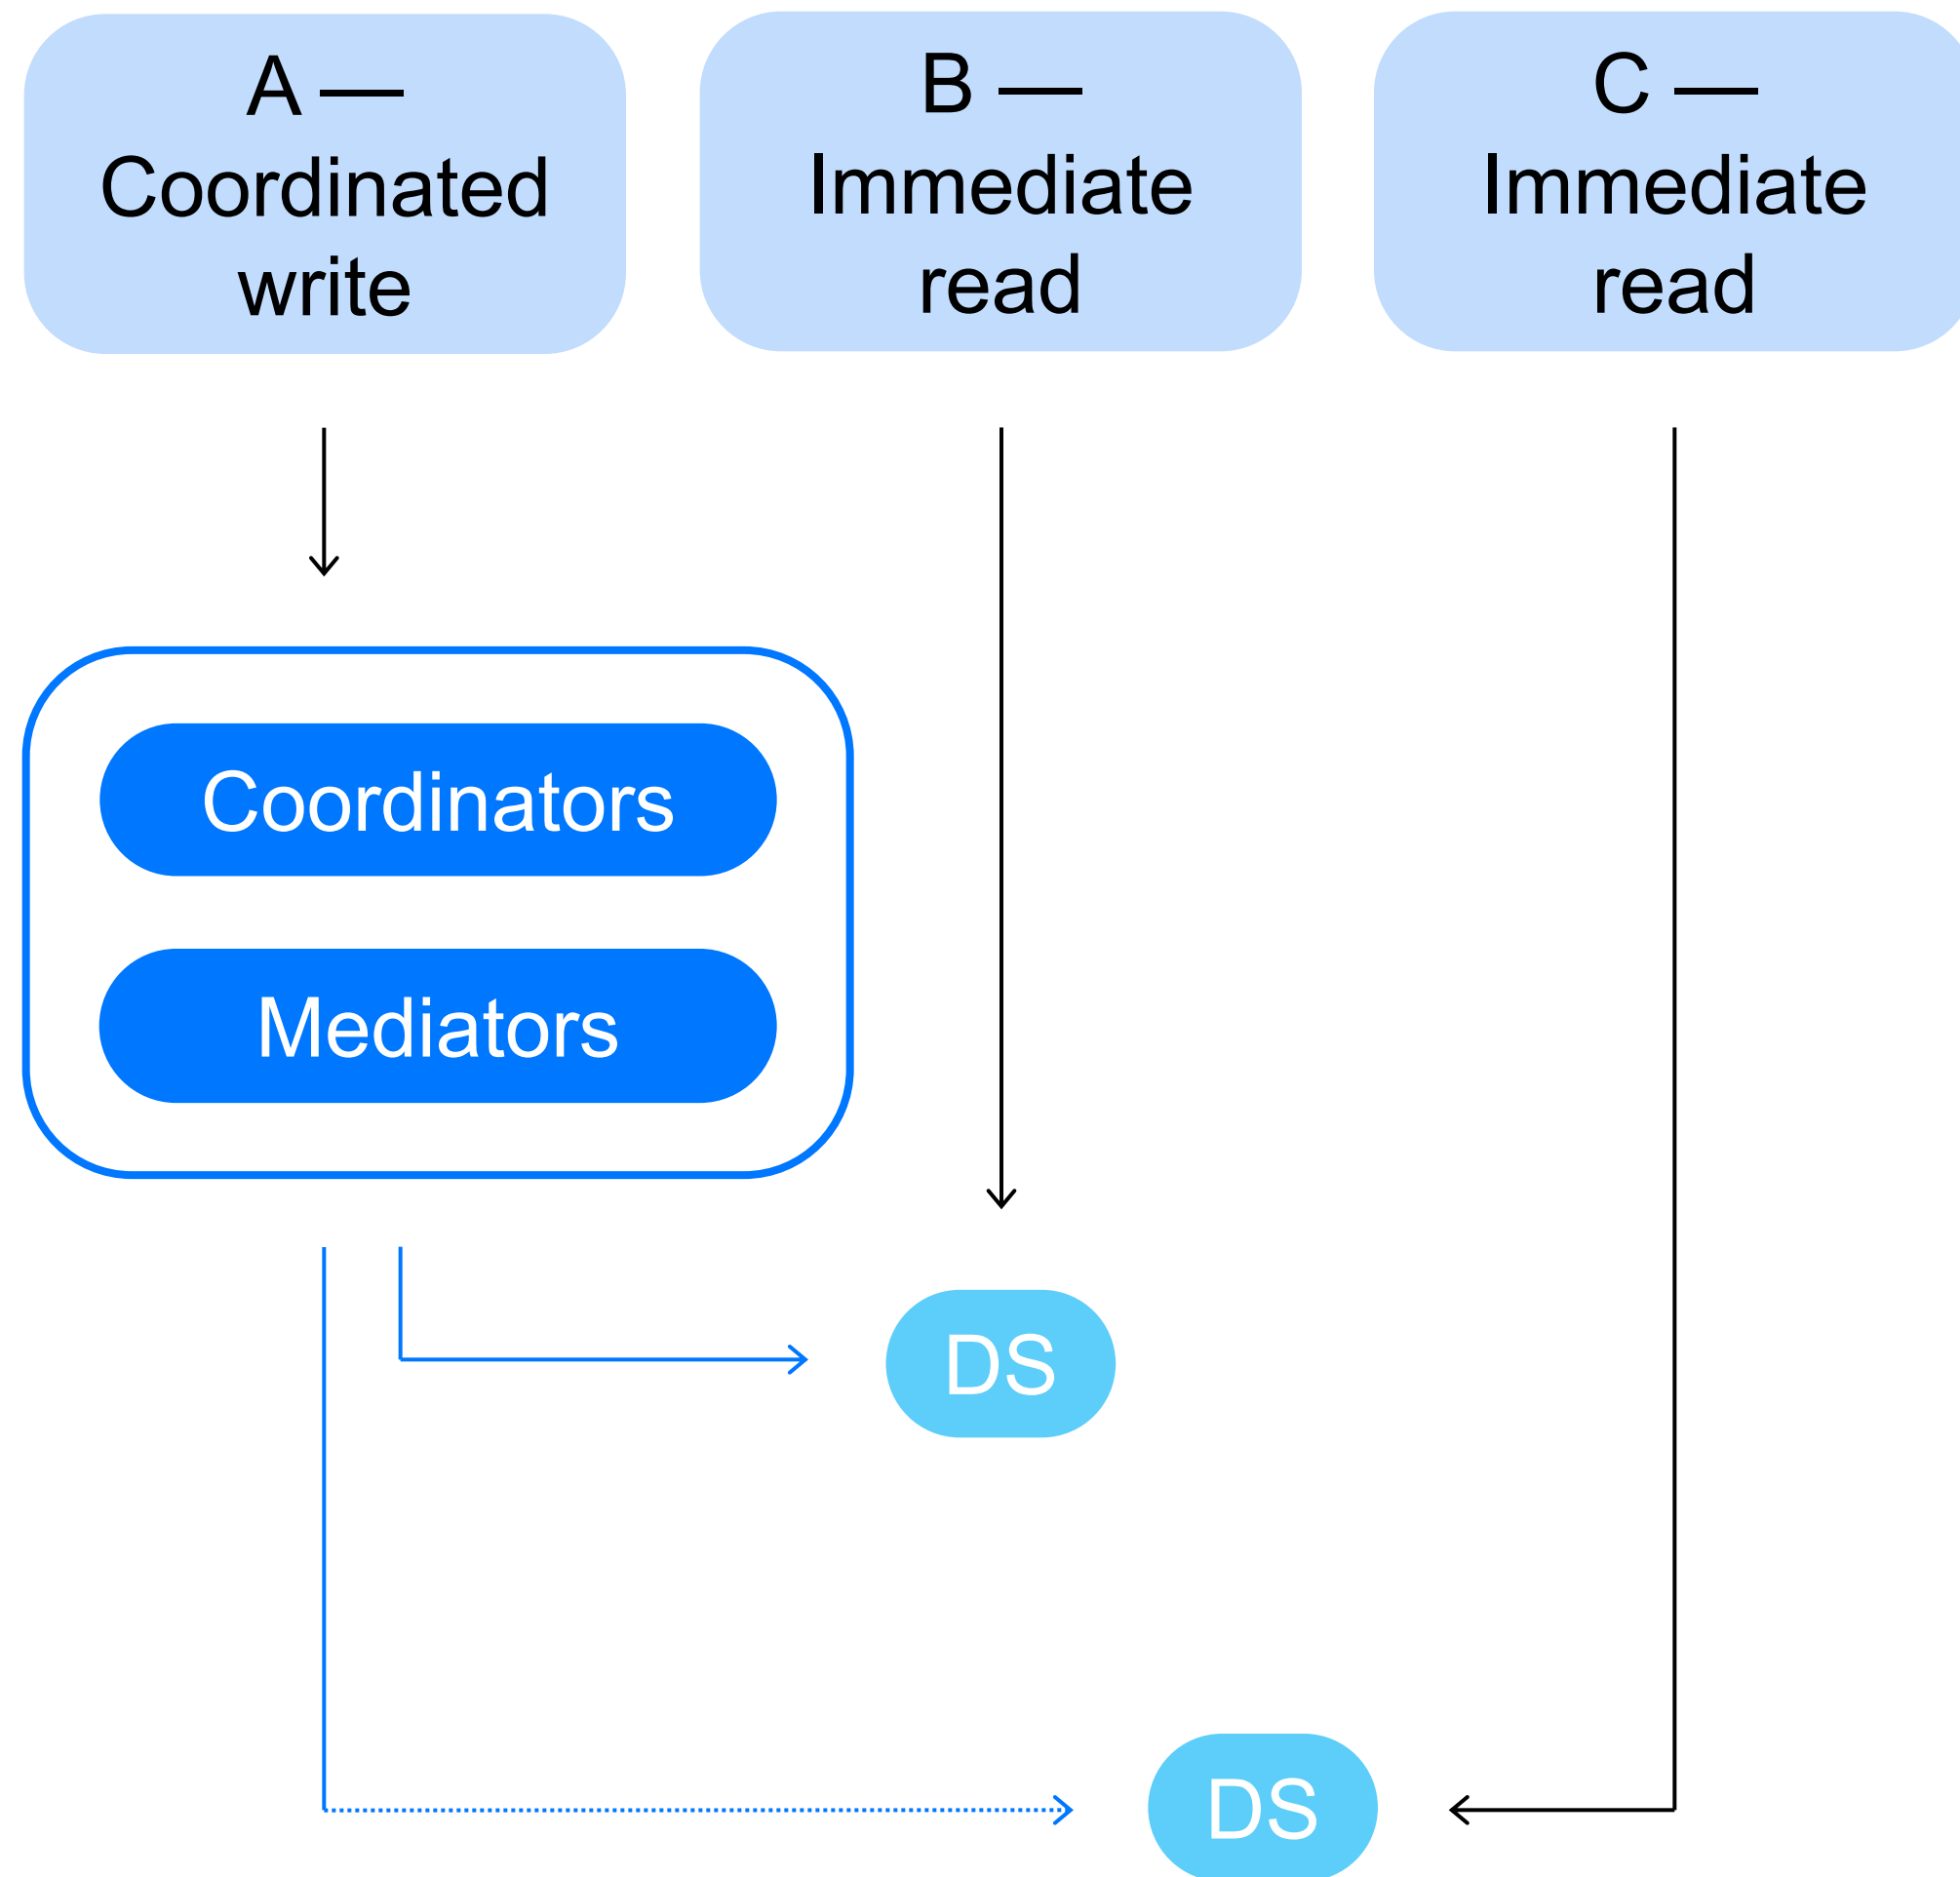 A —
Coordinated
write
B —
Immediate
read
C —
Immediate
read
Coordinators
Mediators
DS
DS